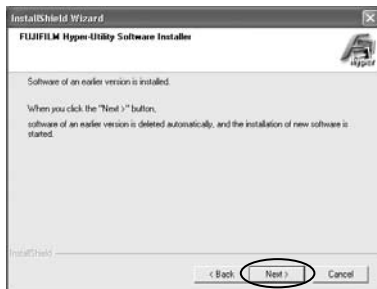 InstallShield Wizard
FUJIFILM Hyper-Utility Software Installer
Software of an earlier version is installed.
When you click the "Next >" button,
software of an earlier version is deleted automatically, and the installation of new software is
started.
InstallShield
< Back
Next >
Cancel